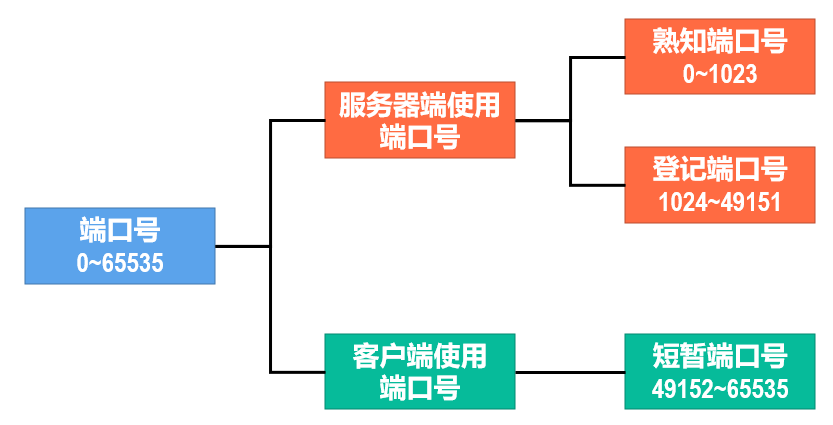 端口号
0~65535
服务器端使用
端口号
熟知端口号
0~1023
登记端口号
1024~49151
客户端使用
端口号
短暂端口号
49152~65535